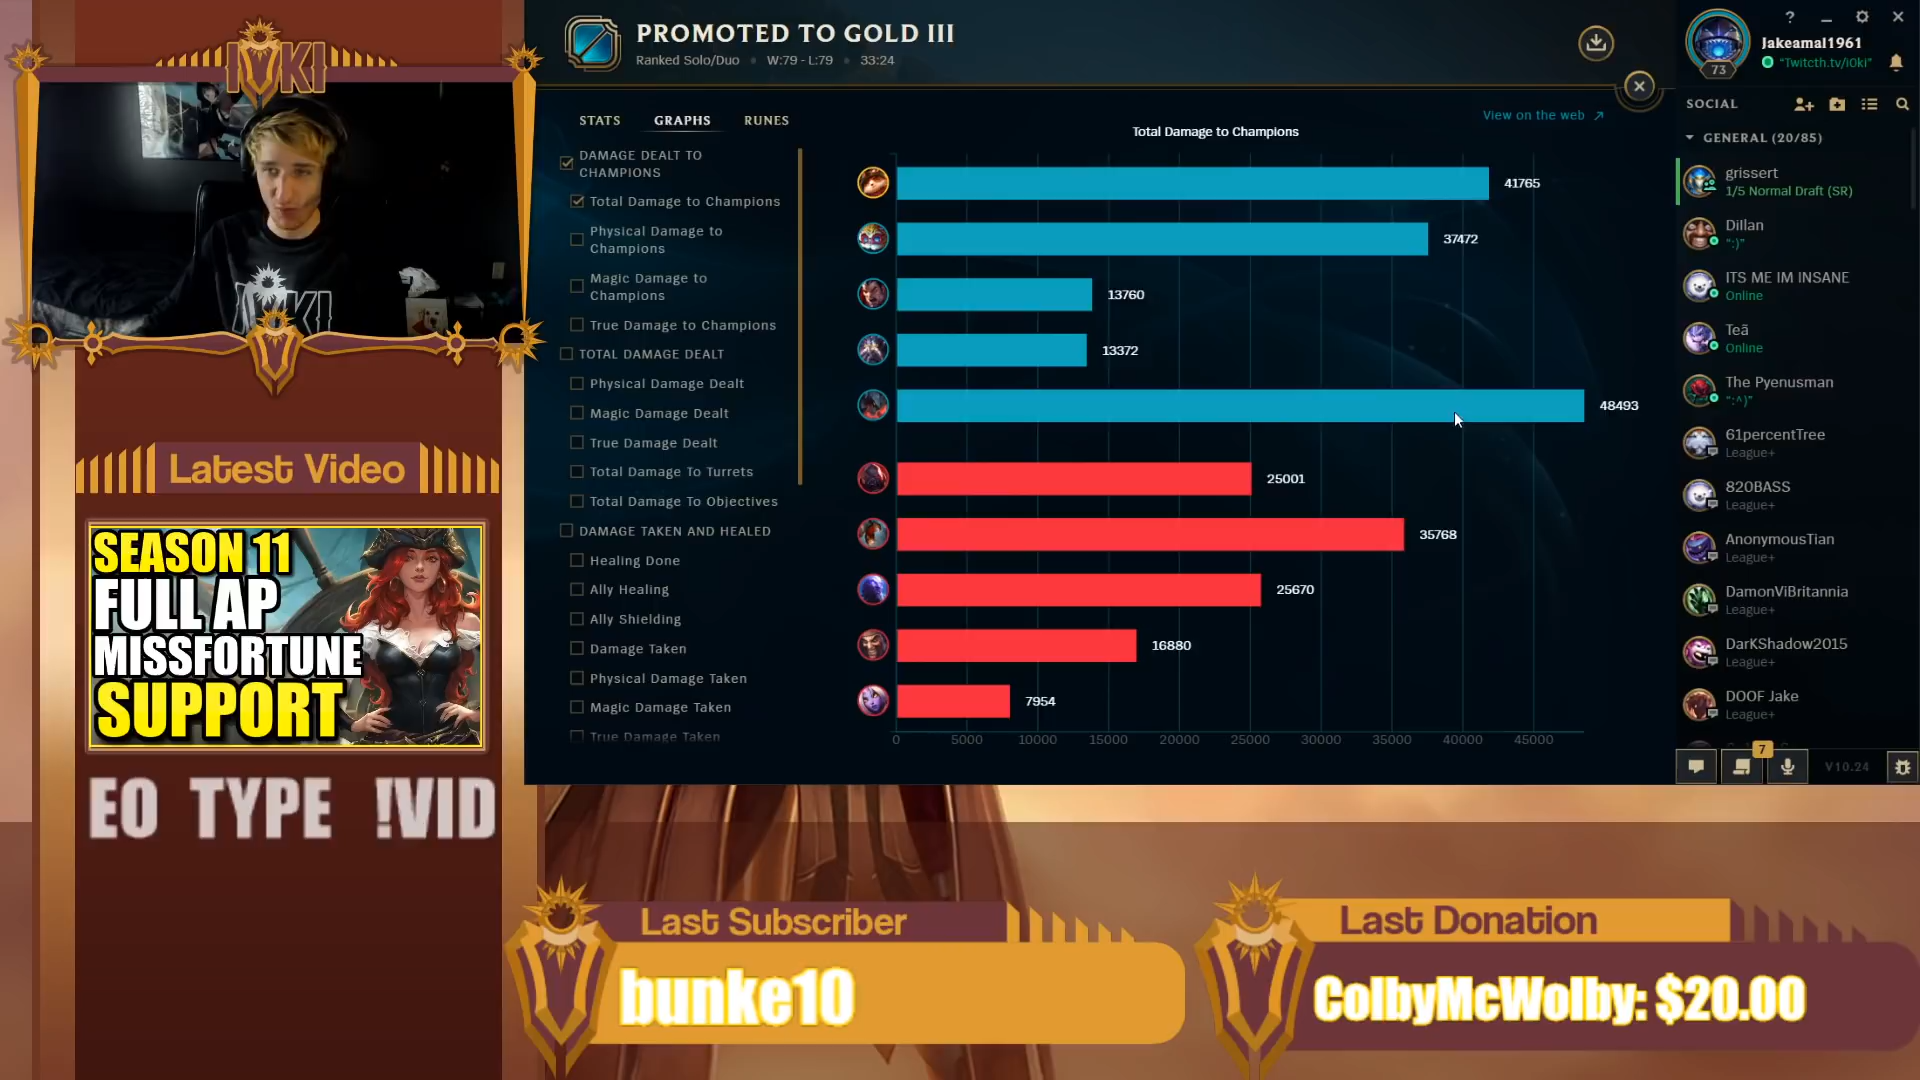 I0KI
I0KI
Latest Video
SEASON 11
FULL AP
MISSFORTUNE
SUPPORT
EO TYPE !VID
PROMOTED TO GOLD III
Ranked Solo/Duo • W:79 - L:79 • 33:24
STATS GRAPHS RUNES
View on the web
DAMAGE DEALT TO
CHAMPIONS
Total Damage to Champions
Physical Damage to
Champions
Magic Damage to
Champions
True Damage to Champions
TOTAL DAMAGE DEALT
Physical Damage Dealt
Magic Damage Dealt
True Damage Dealt
Total Damage To Turrets
Total Damage To Objectives
DAMAGE TAKEN AND HEALED
Healing Done
Ally Healing
Ally Shielding
Damage Taken
Physical Damage Taken
Magic Damage Taken
True Damage Taken
Total Damage to Champions
41765
37472
13760
13372
48493
25001
35768
25670
16880
7954
0 5000 10000 15000 20000 25000 30000 35000 40000 45000
?
73
Jakeamal1961
"Twitcth.tv/i0ki"
SOCIAL
GENERAL (20/85)
grissert
1/5 Normal Draft (SR)
Dillan
":)"
ITS ME IM INSANE
Online
Teã
Online
The Pyenusman
":^)"
61percentTree
League+
820BASS
League+
AnonymousTian
League+
DamonViBritannia
League+
DarKShadow2015
League+
DOOF Jake
League+
7
V10.24
Last Subscriber
bunke10
Last Donation
ColbyMcWolby: $20.00